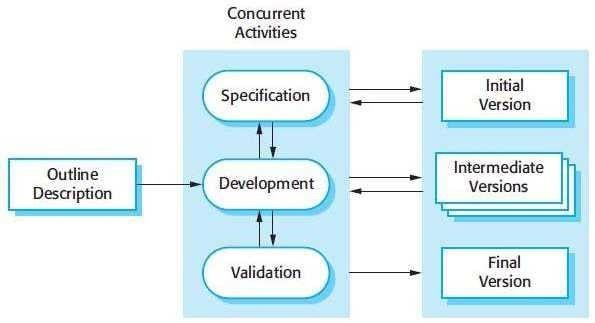 Concurrent
Activities
Specification
Initial
Version
Outline
Description
Development
Intermediate
Versions
Validation
Final
Version